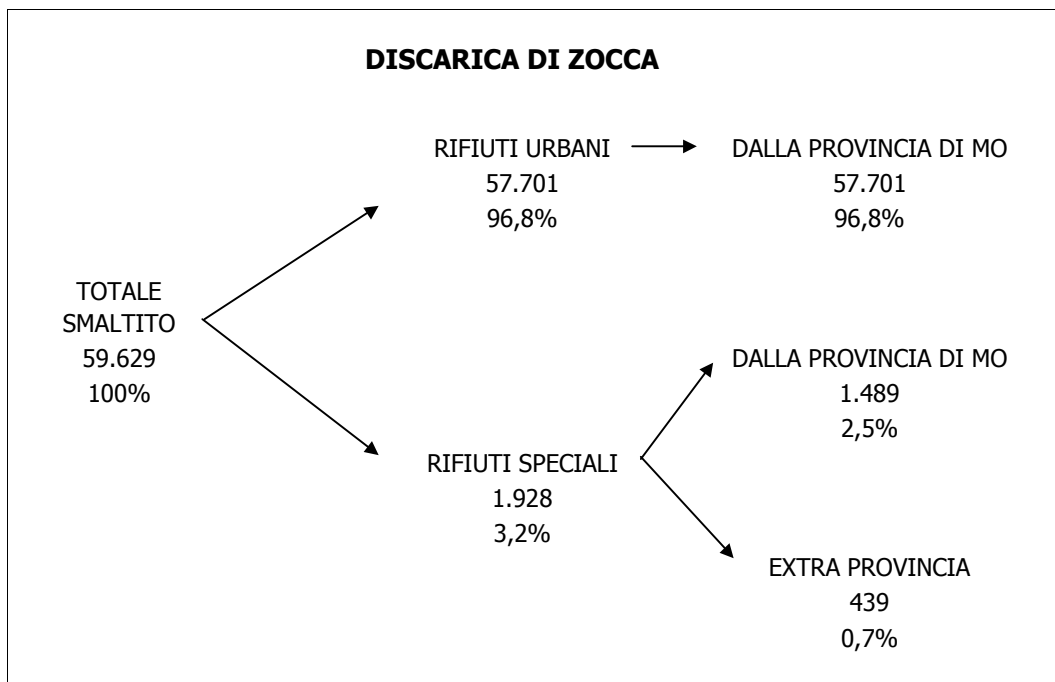 DISCARICA DI ZOCCA
RIFIUTI URBANI
57.701
96,8%
DALLA PROVINCIA DI MO
57.701
96,8%
TOTALE
SMALTITO
59.629
100%
DALLA PROVINCIA DI MO
1.489
2,5%
RIFIUTI SPECIALI
1.928
3,2%
EXTRA PROVINCIA
439
0,7%